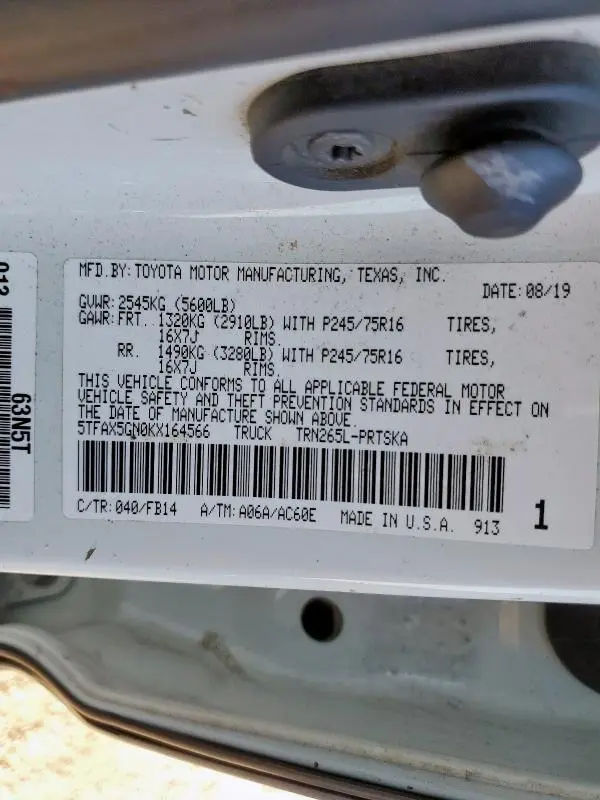 MFD.BY:TOYOTA MOTOR MANUFACTURING, TEXAS, INC.
DATE:08/19
GVWR:2545KG (5600LB)
GAWR:FRT. 1320KG (2910LB) WITH P245/75R16 TIRES,
16X7J RIMS.
RR. 1490KG (3280LB) WITH P245/75R16 TIRES,
16X7J RIMS.
THIS VEHICLE CONFORMS TO ALL APPLICABLE FEDERAL MOTOR
VEHICLE SAFETY AND THEFT PREVENTION STANDARDS IN EFFECT ON
THE DATE OF MANUFACTURE SHOWN ABOVE.
5TFAX5GN0KX164566 TRUCK TRN265L-PRTSKA
C/TR:040/FB14 A/TM:A06A/AC60E MADE IN U.S.A. 913 1
63N5T